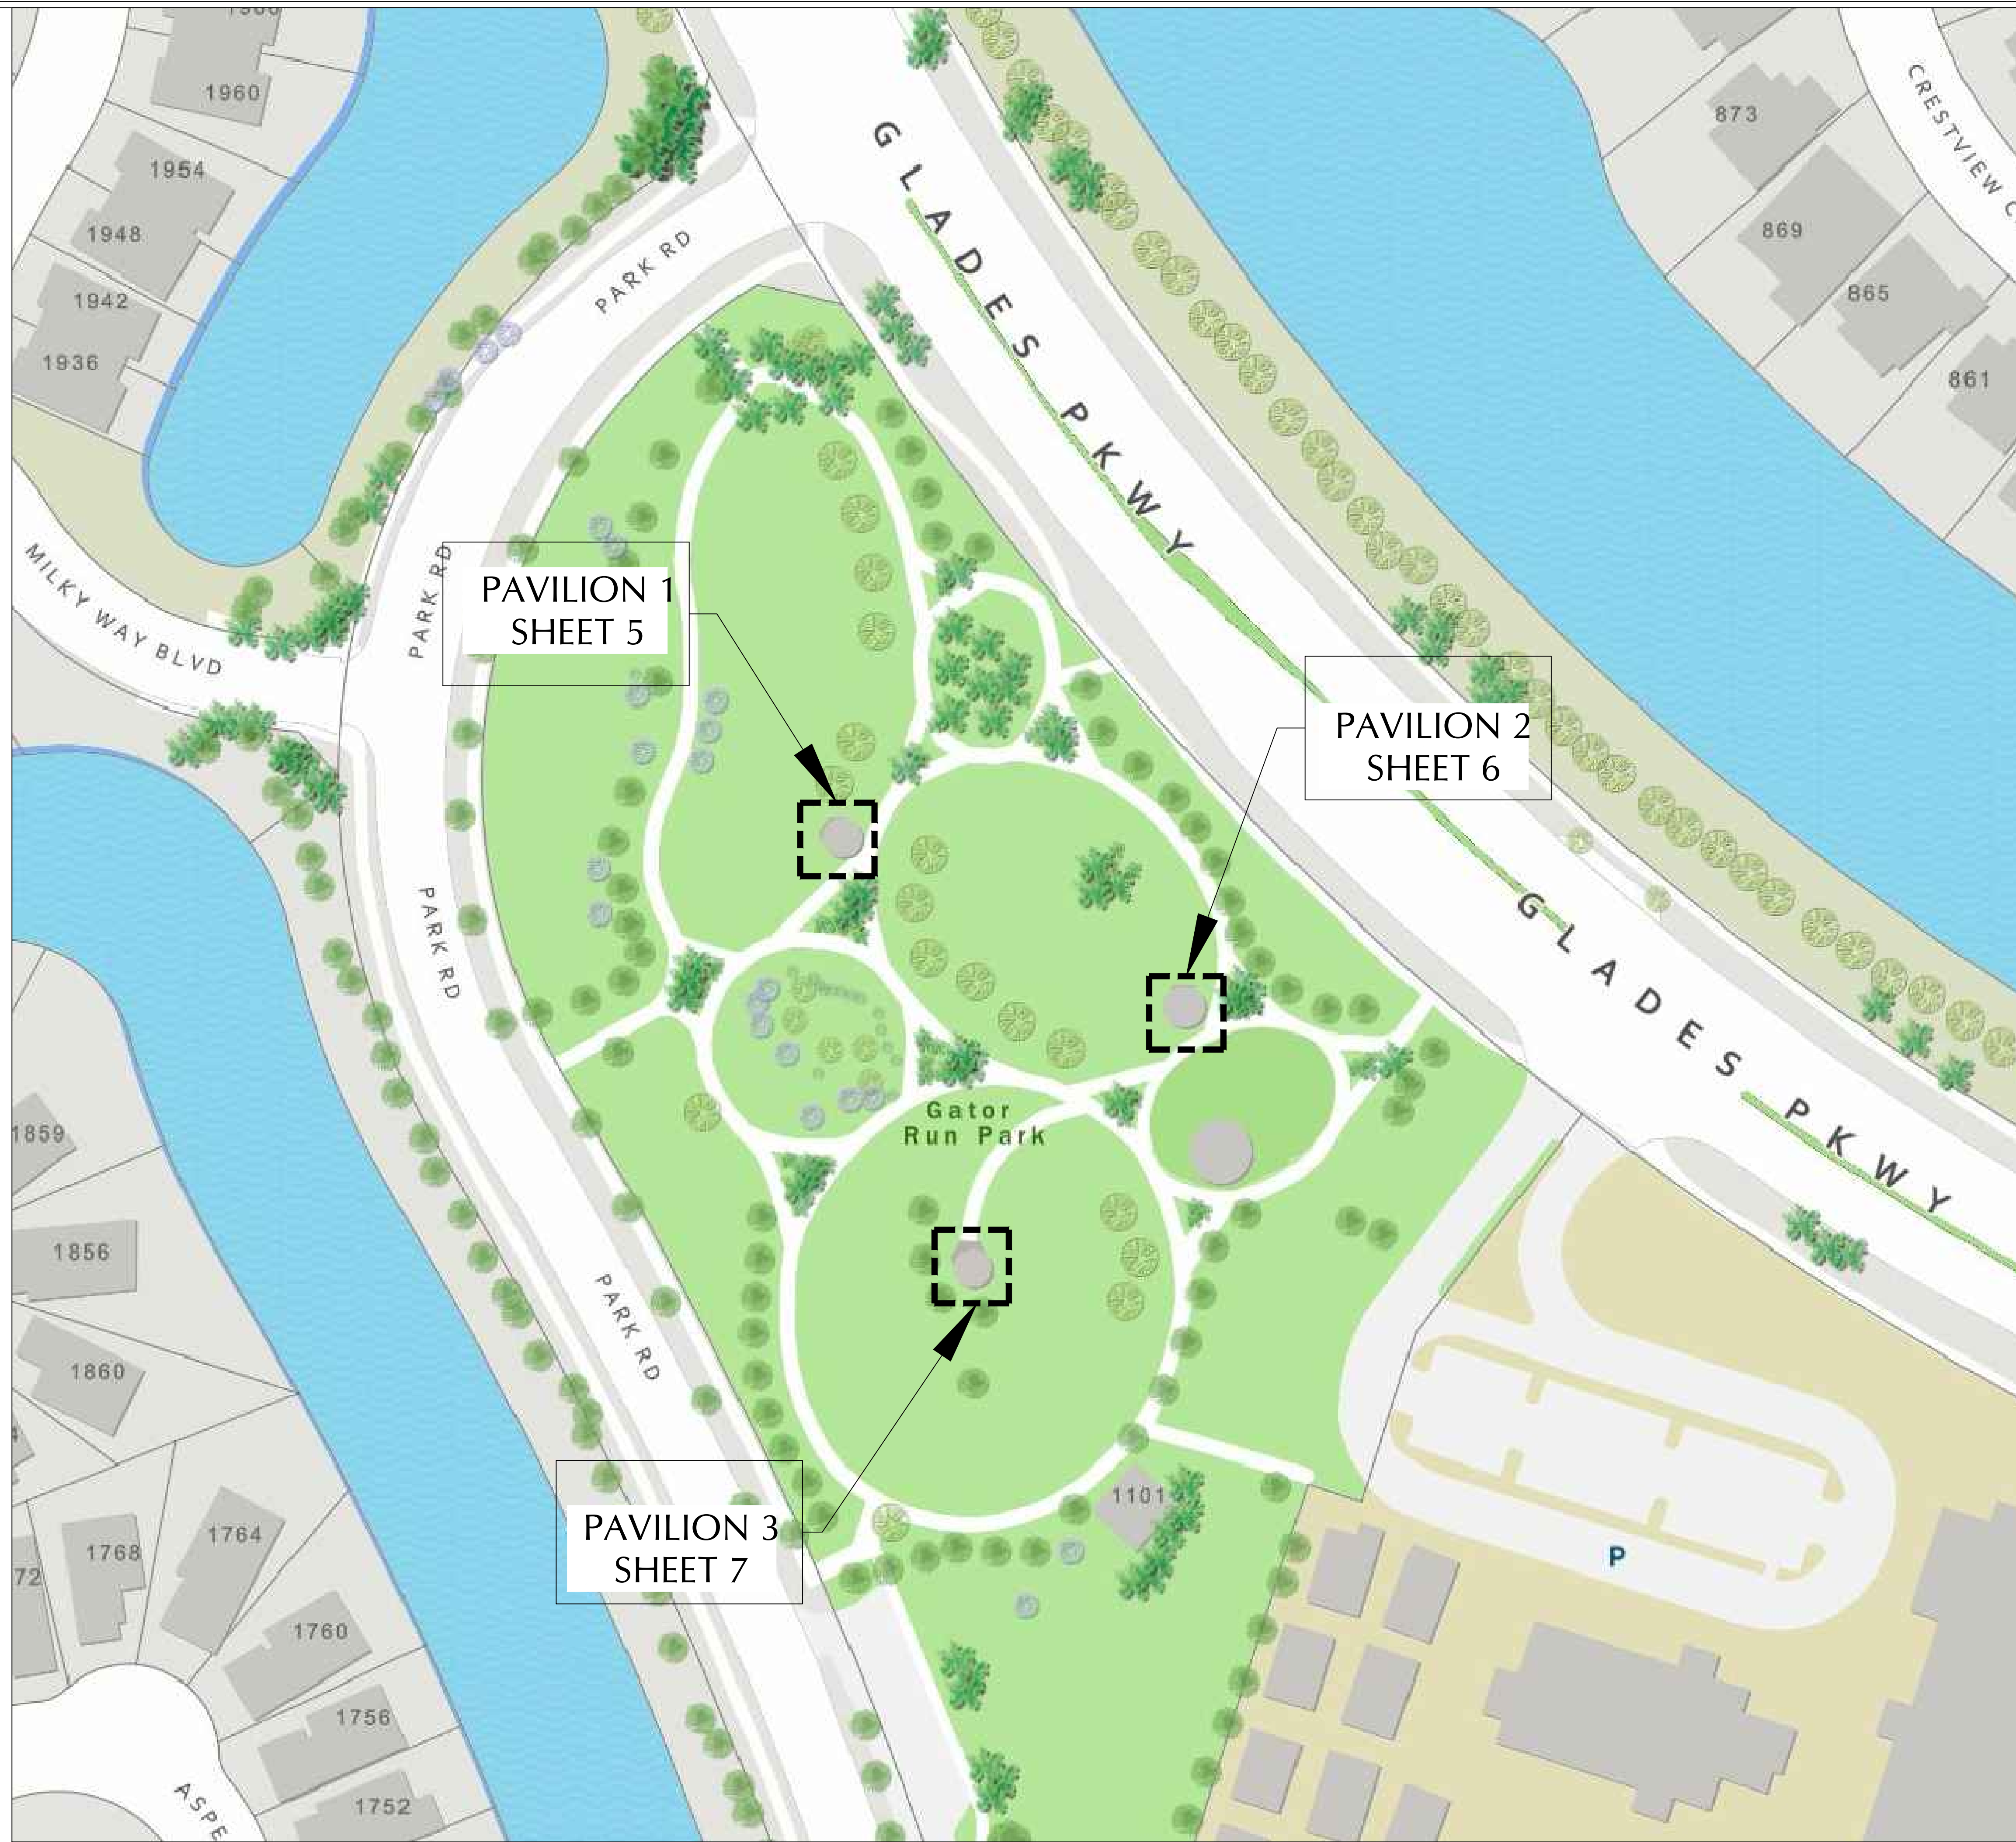 1960
1954
1948
1942
1936
PARK RD
GLADES PKWY
873
869
865
861
CRESTVIEW
MILKY WAY BLVD
PARK RD
PAVILION 1
SHEET 5
PAVILION 2
SHEET 6
PARK RD
GLADES PKWY
Gator
Run Park
1859
1856
1860
PARK RD
1101
P
PAVILION 3
SHEET 7
1768
1764
72
1760
1756
1752
ASPE